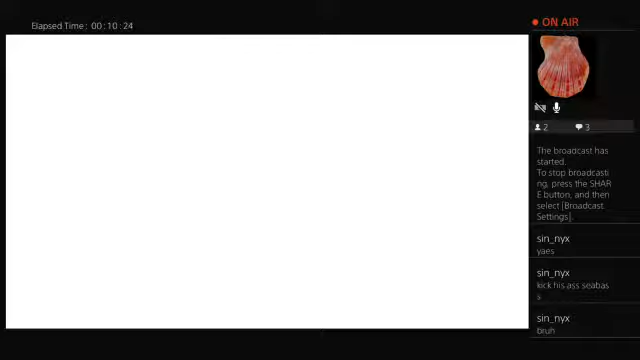 Elapsed Time : 00 : 10 : 24
ON AIR
2
3
The broadcast has
started.
To stop broadcasti
ng, press the SHAR
E button, and then
select [Broadcast
Settings].
sin_nyx
yaes
sin_nyx
kick his ass seabas
s
sin_nyx
bruh